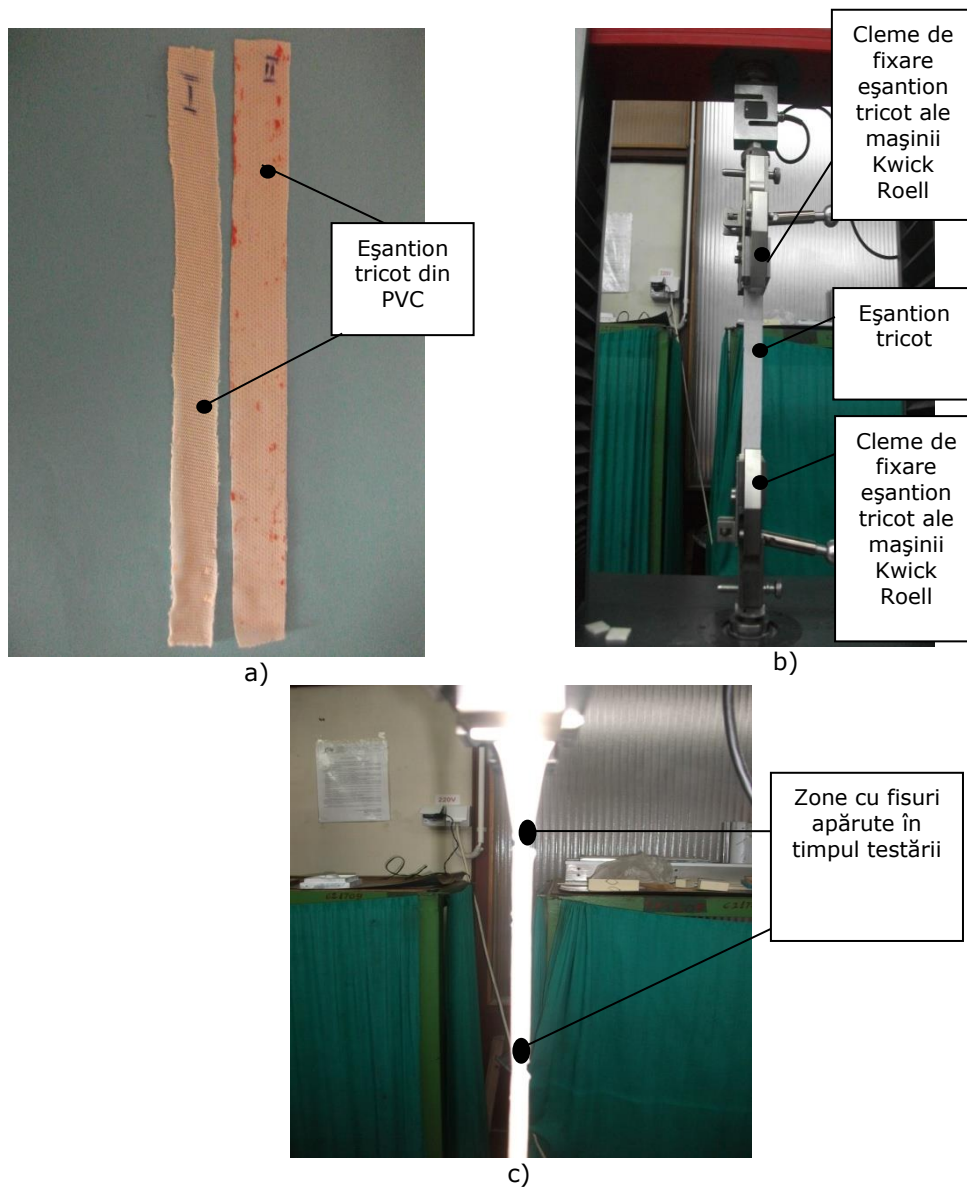 Eşantion
tricot din
PVC
a)
Cleme de
fixare
eşantion
tricot ale
maşinii
Kwick
Roell
Eşantion
tricot
Cleme de
fixare
eşantion
tricot ale
maşinii
Kwick
Roell
b)
220V
Zone cu fisuri
apărute în
timpul testării
c)